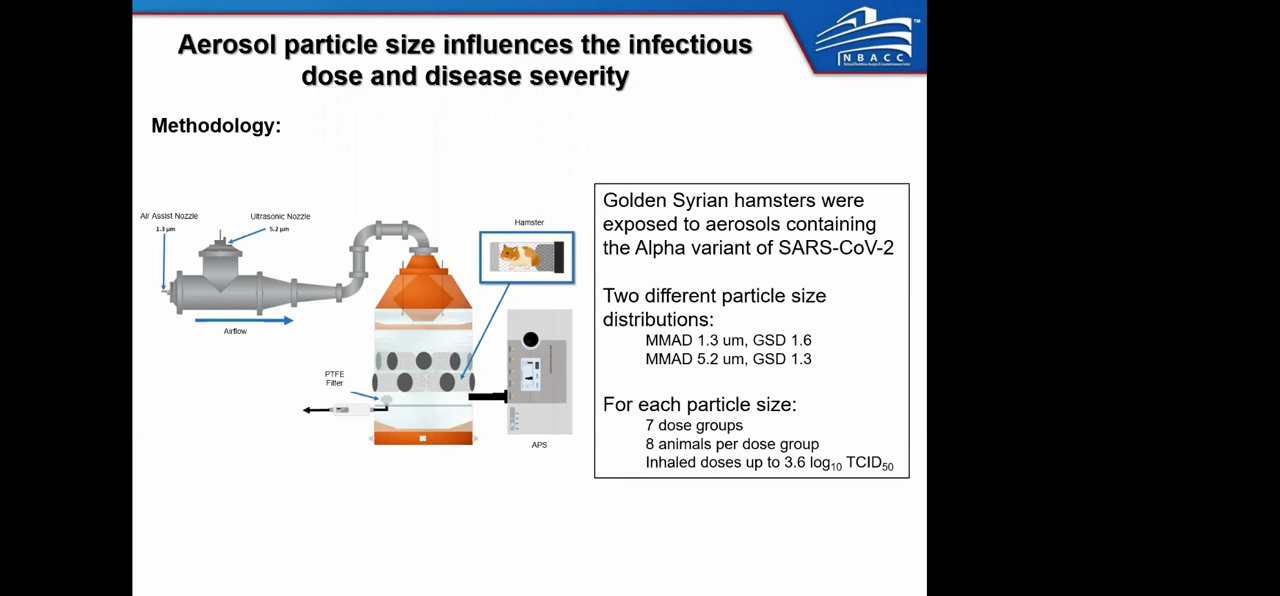 Aerosol particle size influences the infectious
dose and disease severity
NBACC
TM
Methodology:
Air Assist Nozzle
1.3 µm
Ultrasonic Nozzle
5.2 µm
Airflow
Hamster
PTFE
Filter
APS
Golden Syrian hamsters were
exposed to aerosols containing
the Alpha variant of SARS-CoV-2
Two different particle size
distributions:
MMAD 1.3 um, GSD 1.6
MMAD 5.2 um, GSD 1.3
For each particle size:
7 dose groups
8 animals per dose group
Inhaled doses up to 3.6 log10 TCID50